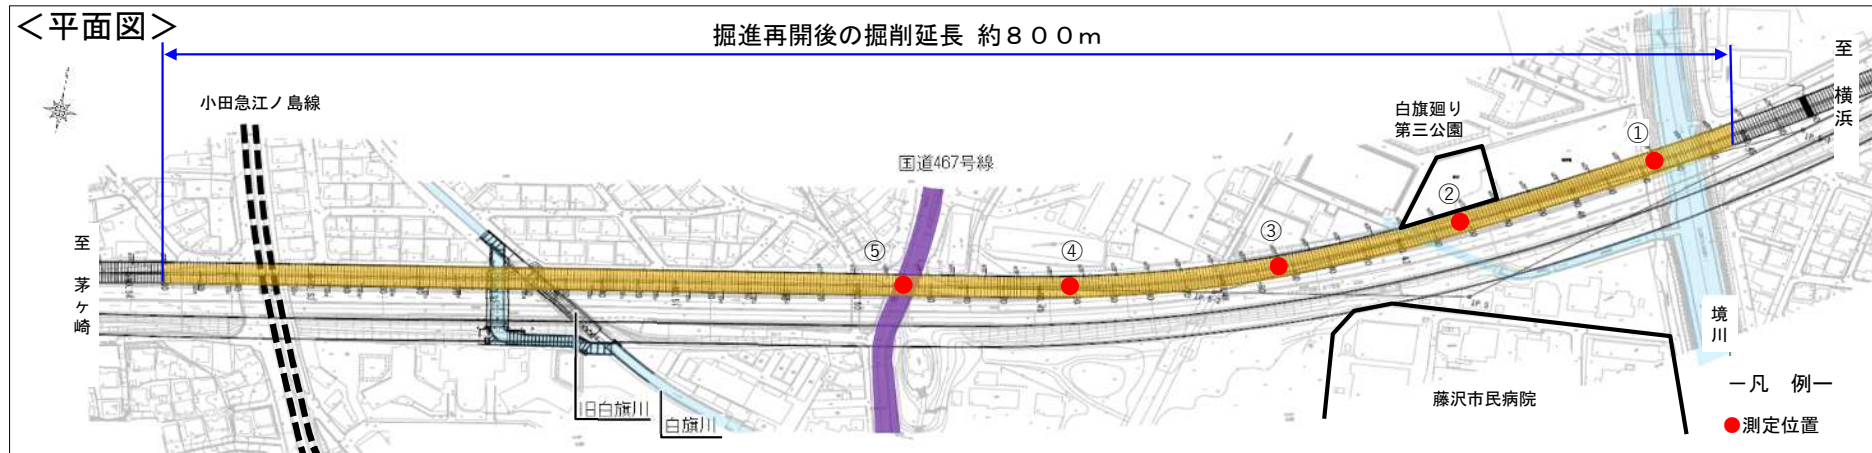 ＜平面図＞
掘進再開後の掘削延長 約８００ｍ
至 横浜
小田急江ノ島線
白旗廻り
第三公園
①
国道467号線
②
③
④
⑤
至 茅ヶ崎
境川
旧白旗川
白旗川
藤沢市民病院
－凡 例－
測定位置